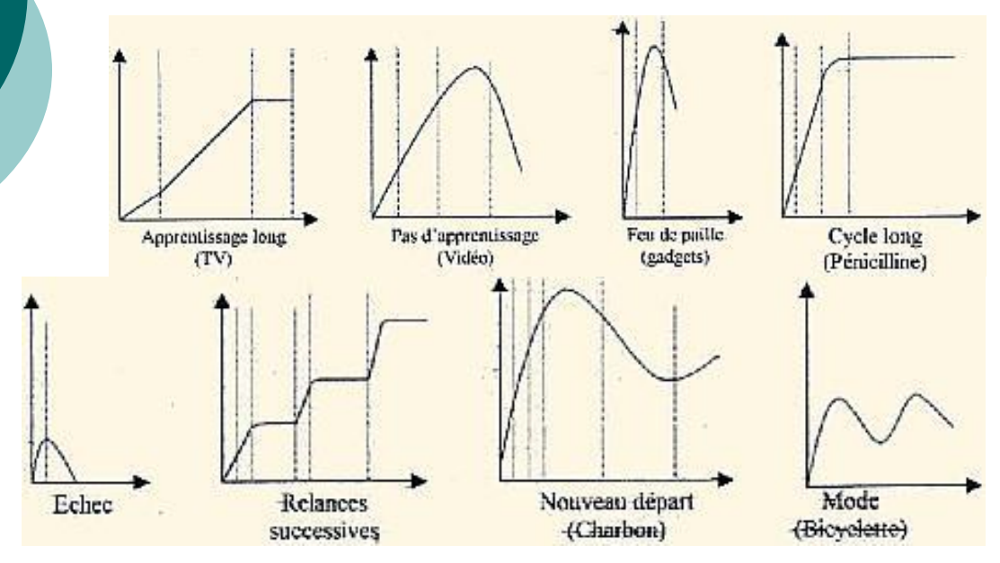 Apprentissage long
(TV)
Pas d'apprentissage
(Vidéo)
Feu de paille
(gadgets)
Cycle long
(Pénicilline)
Echec
Relances
successives
Nouveau départ
(Charbon)
Mode
(Bicyclette)